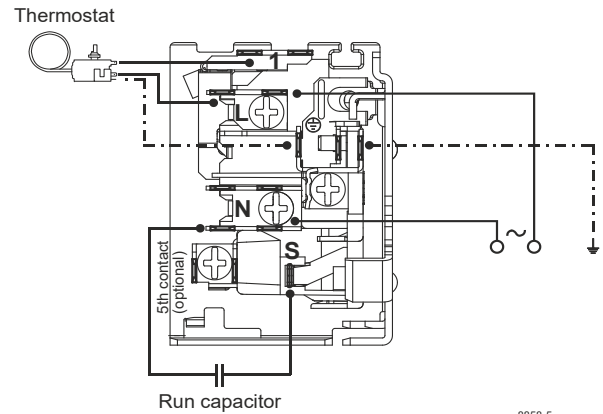 Thermostat
1
L
N
S
5th contact
(optional)
~
Run capacitor